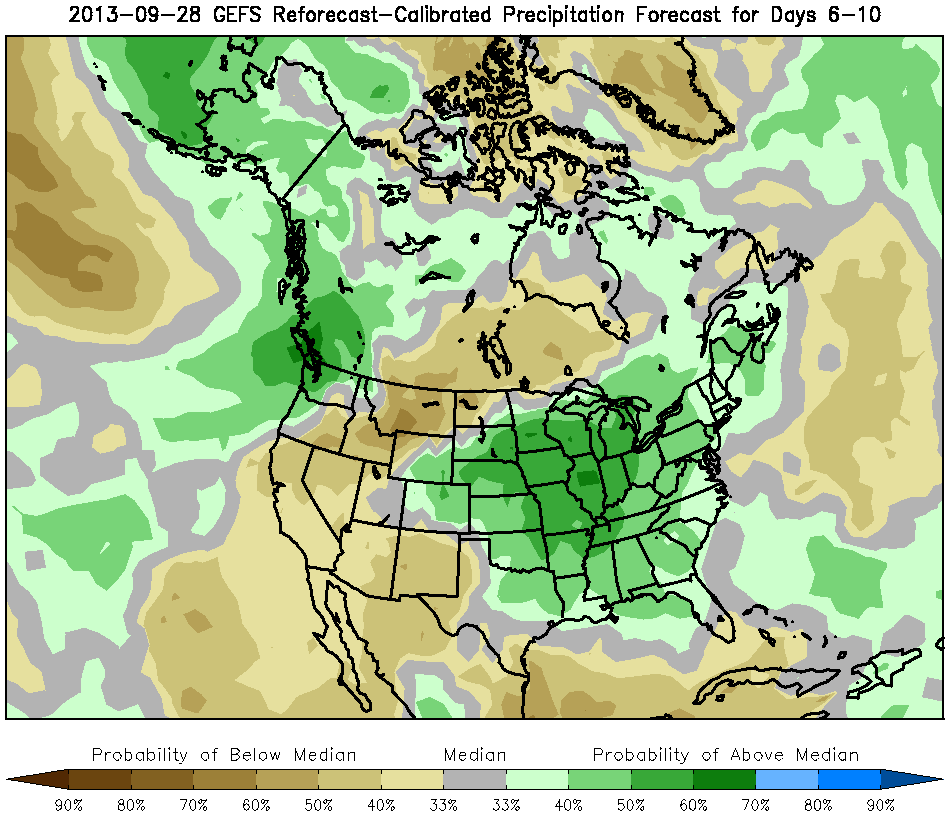 2013-09-28 GEFS Reforecast-Calibrated Precipitation Forecast for Days 6-10
Probability of Below Median Median Probability of Above Median
90% 80% 70% 60% 50% 40% 33% 33% 40% 50% 60% 70% 80% 90%